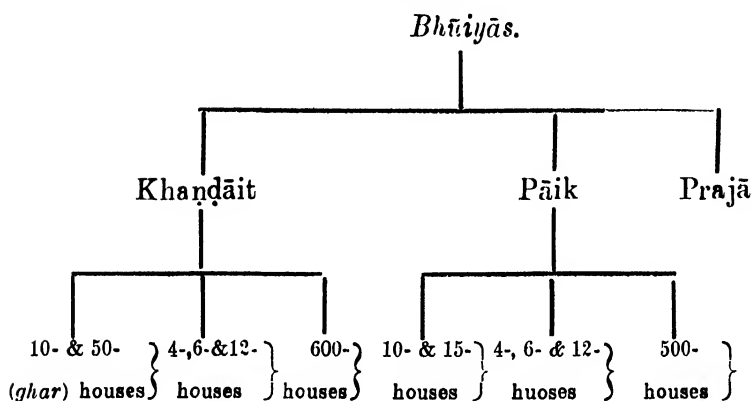 Bhūiyās.
Khaṇḍāit Pāik Prajā
10- & 50- } 4-,6-&12- } 600- } 10- & 15- } 4-, 6- & 12- } 500- }
(ghar) houses houses houses houses huoses houses